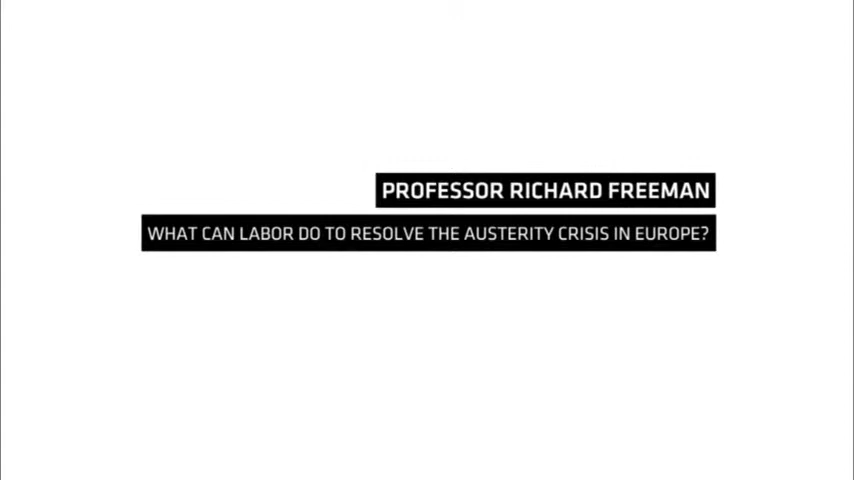 PROFESSOR RICHARD FREEMAN
WHAT CAN LABOR DO TO RESOLVE THE AUSTERITY CRISIS IN EUROPE?